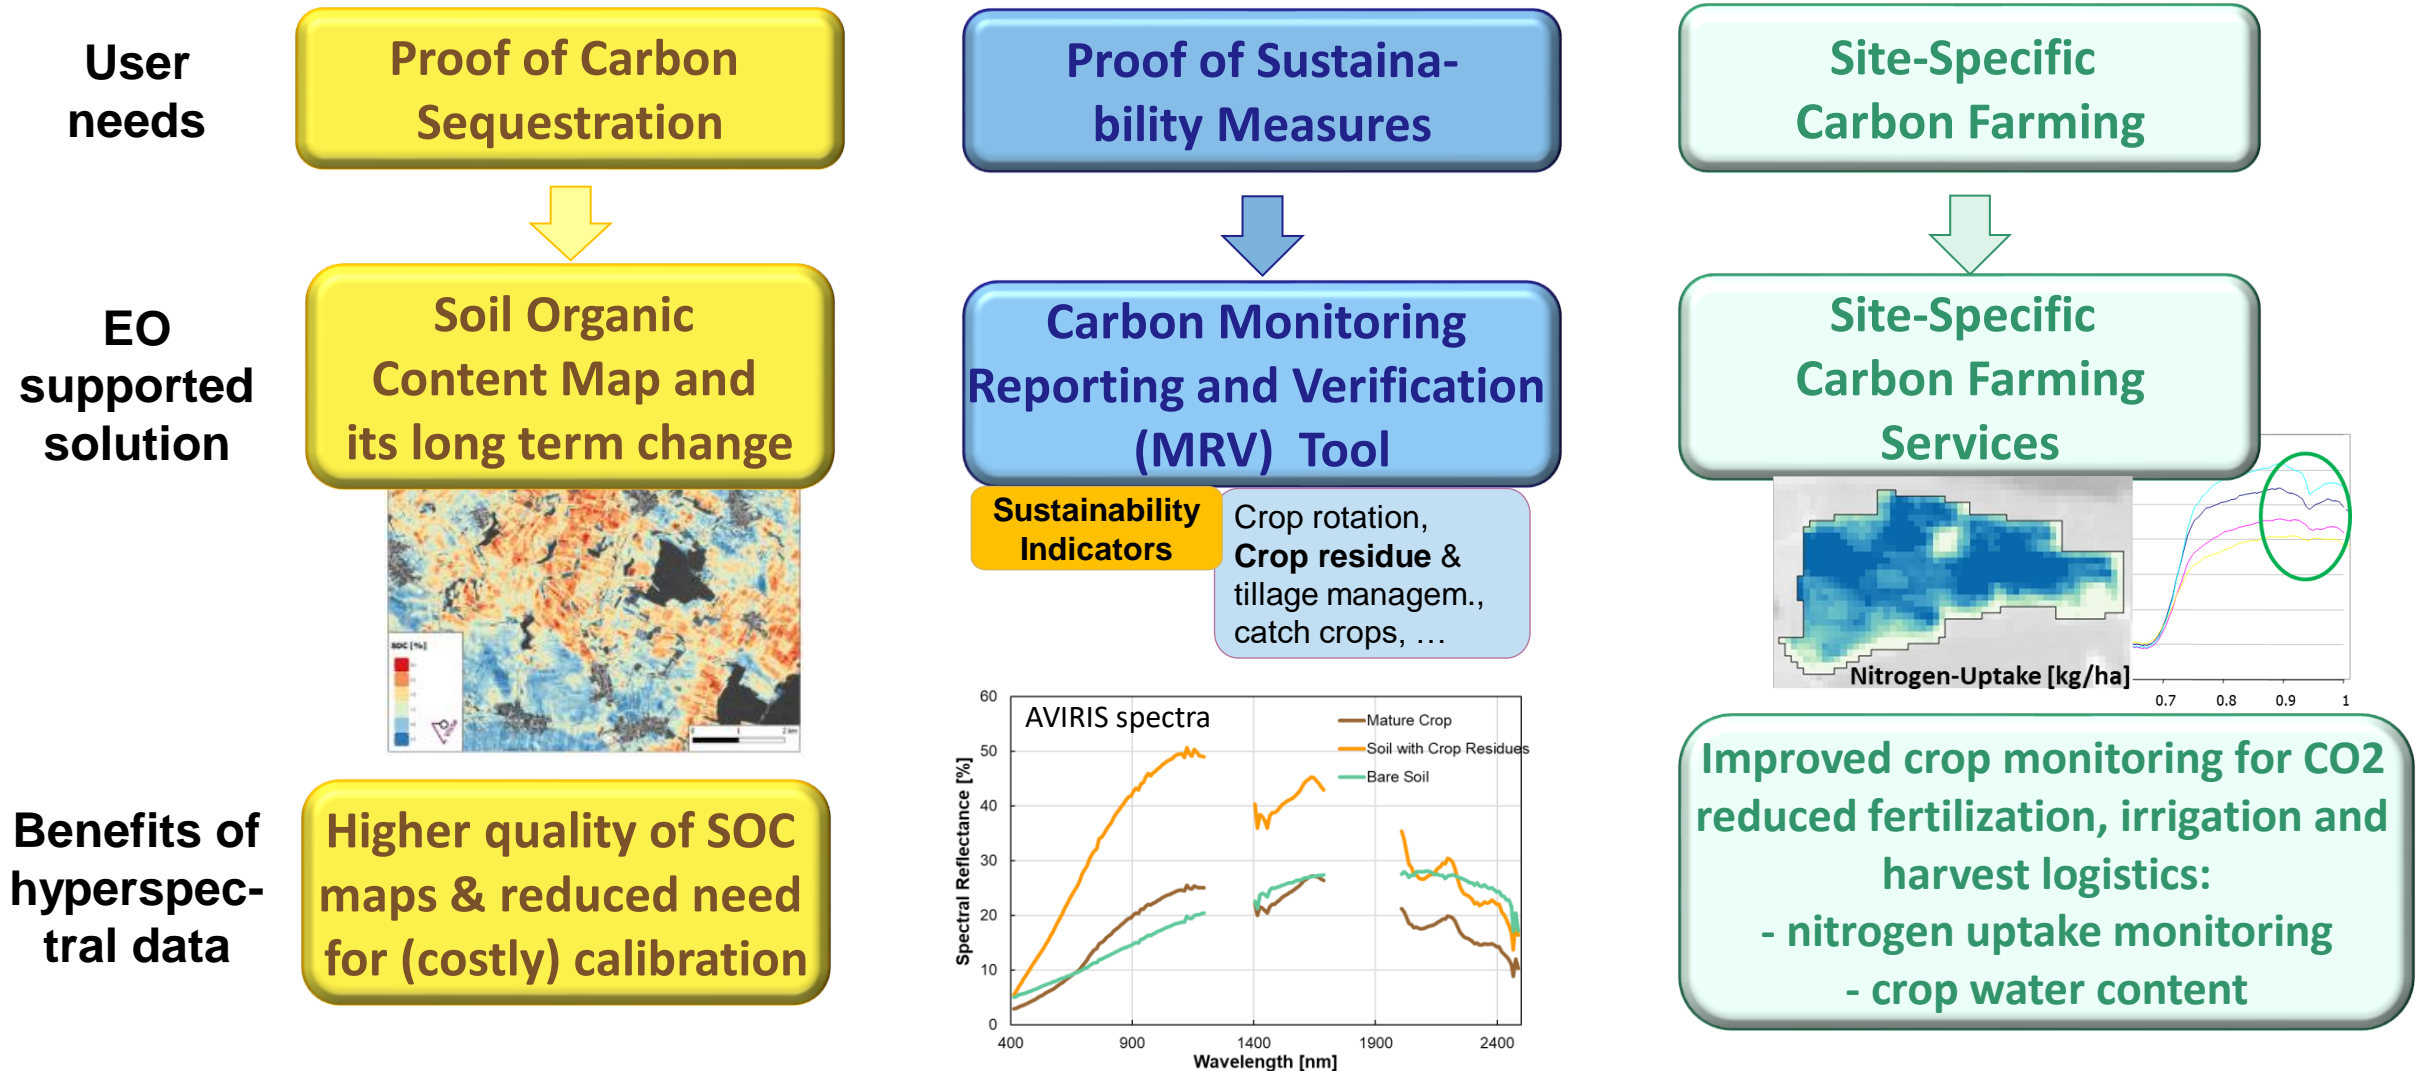 User
needs
Proof of Carbon
Sequestration
Proof of Sustaina-
bility Measures
Site-Specific
Carbon Farming
EO
supported
solution
Soil Organic
Content Map and
its long term change
Carbon Monitoring
Reporting and Verification
(MRV) Tool
Site-Specific
Carbon Farming
Services
SOC [%]
0 1 2 km
Sustainability
Indicators
Crop rotation,
Crop residue &
tillage managem.,
catch crops, …
Nitrogen-Uptake [kg/ha]
0.7 0.8 0.9 1
Benefits of
hyperspec-
tral data
Higher quality of SOC
maps & reduced need
for (costly) calibration
AVIRIS spectra
Mature Crop
Soil with Crop Residues
Bare Soil
Spectral Reflectance [%]
60
50
40
30
20
10
0
400 900 1400 1900 2400
Wavelength [nm]
Improved crop monitoring for CO2
reduced fertilization, irrigation and
harvest logistics:
- nitrogen uptake monitoring
- crop water content